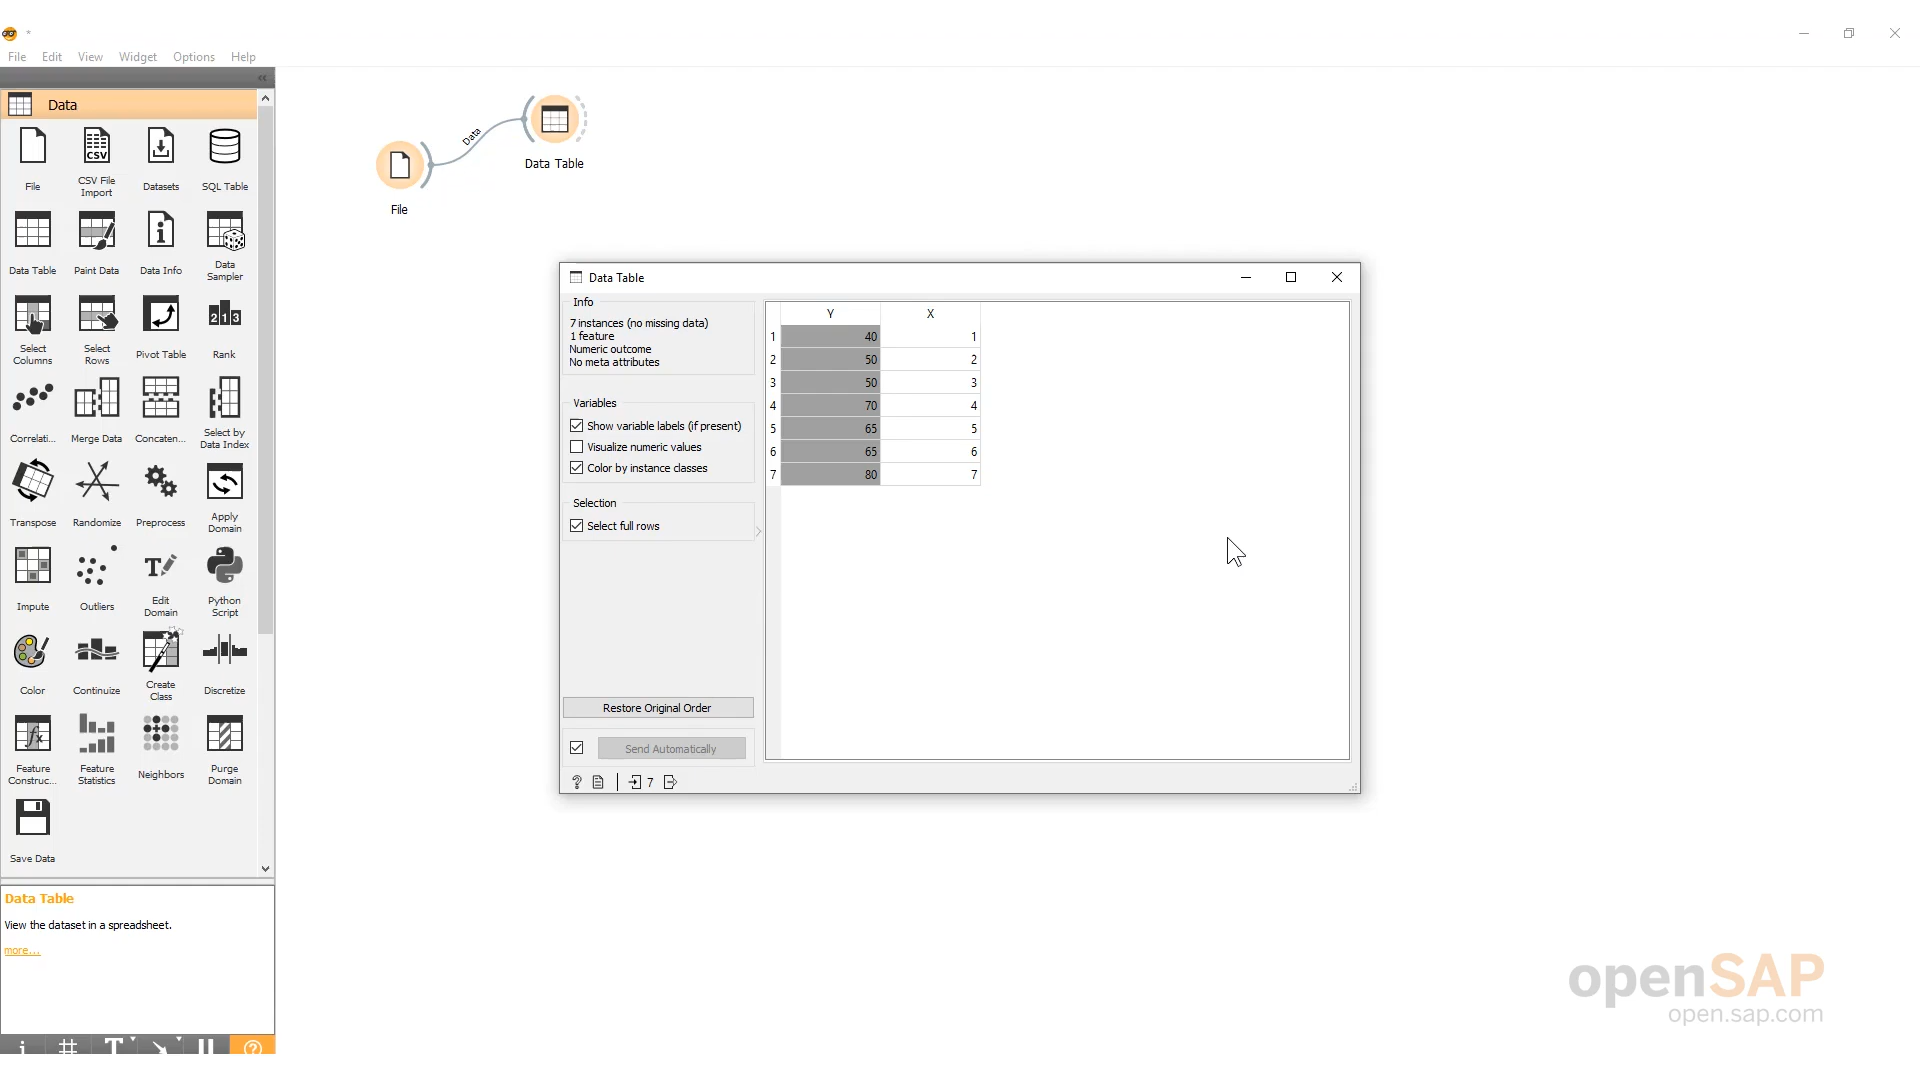 File Edit View Widget Options Help
Data
File
CSV File
Import
Datasets
SQL Table
Data Table
Paint Data
Data Info
Data
Sampler
Select
Columns
Select
Rows
Pivot Table
Rank
Correlati...
Merge Data
Concaten...
Select by
Data Index
Transpose
Randomize
Preprocess
Apply
Domain
Impute
Outliers
Edit
Domain
Python
Script
Color
Continuize
Create
Class
Discretize
Feature
Construc...
Feature
Statistics
Neighbors
Purge
Domain
Save Data
Data Table
View the dataset in a spreadsheet.
more...
File
Data
Data Table
Data Table
Info
7 instances (no missing data)
1 feature
Numeric outcome
No meta attributes
Variables
Show variable labels (if present)
Visualize numeric values
Color by instance classes
Selection
Select full rows
Restore Original Order
Send Automatically
7
Y X
1 40 1
2 50 2
3 50 3
4 70 4
5 65 5
6 65 6
7 80 7
openSAP
open.sap.com